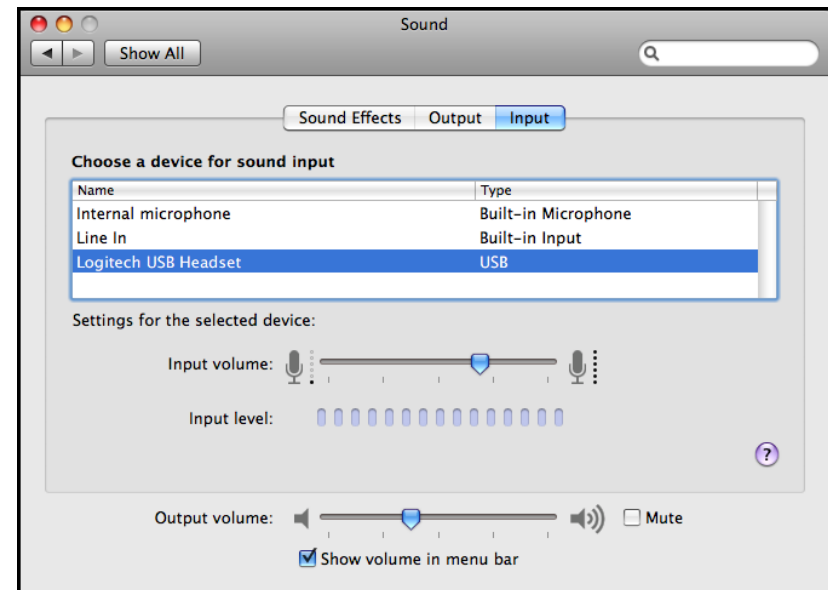 Sound
Show All
Sound Effects Output Input
Choose a device for sound input
Name Type
Internal microphone Built-in Microphone
Line In Built-in Input
Logitech USB Headset USB
Settings for the selected device:
Input volume:
Input level:
?
Output volume: Mute
Show volume in menu bar